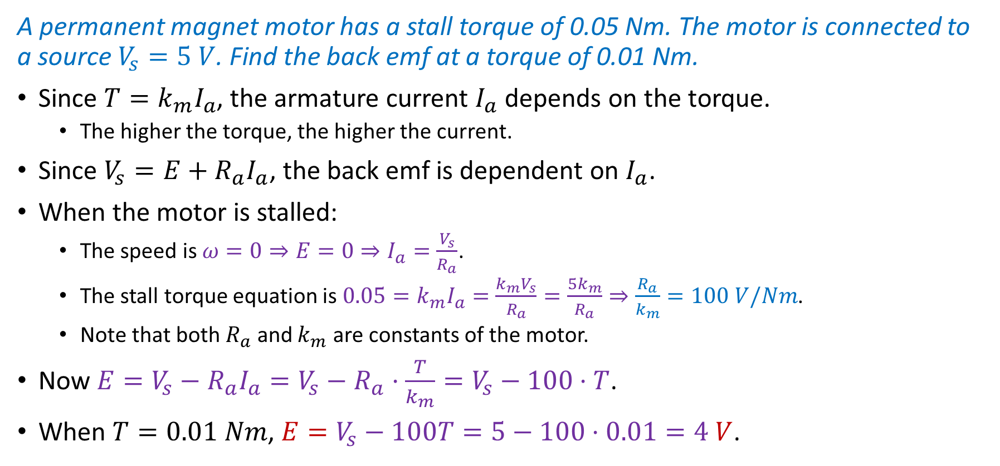 A permanent magnet motor has a stall torque of 0.05 Nm. The motor is connected to
a source $V_s = 5\ V$. Find the back emf at a torque of 0.01 Nm.
• Since $T = k_m I_a$, the armature current $I_a$ depends on the torque.
• The higher the torque, the higher the current.
• Since $V_s = E + R_a I_a$, the back emf is dependent on $I_a$.
• When the motor is stalled:
• The speed is $\omega = 0 \Rightarrow E = 0 \Rightarrow I_a = \frac{V_s}{R_a}$.
• The stall torque equation is $0.05 = k_m I_a = \frac{k_m V_s}{R_a} = \frac{5k_m}{R_a} \Rightarrow \frac{R_a}{k_m} = 100\ V/Nm$.
• Note that both $R_a$ and $k_m$ are constants of the motor.
• Now $E = V_s - R_a I_a = V_s - R_a \cdot \frac{T}{k_m} = V_s - 100 \cdot T$.
• When $T = 0.01\ Nm$, $E = V_s - 100T = 5 - 100 \cdot 0.01 = 4\ V$.